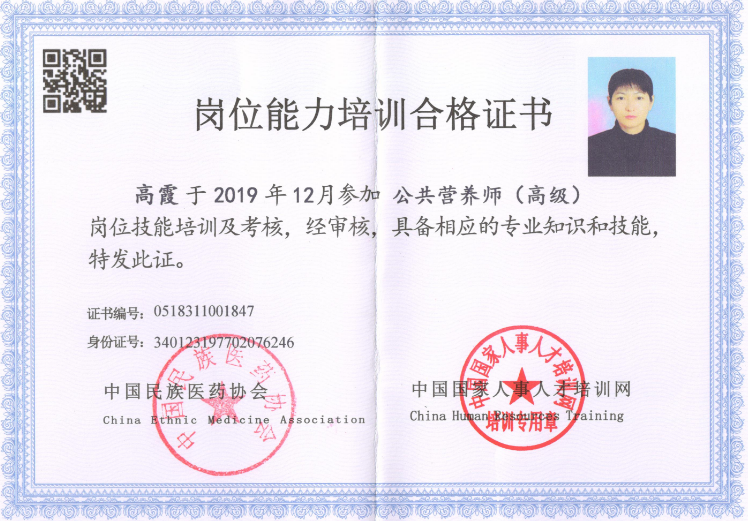 岗位能力培训合格证书
高霞 于 2019 年 12月参加 公共营养师（高级）
岗位技能培训及考核，经审核，具备相应的专业知识和技能，
特发此证。
证书编号：0518311001847
身份证号：340123197702076246
中国民族医药协会
China Ethnic Medicine Association
中国民族医药协会
中国国家人事人才培训网
China Human Resources Training
中国国家人事人才培训网
培训专用章